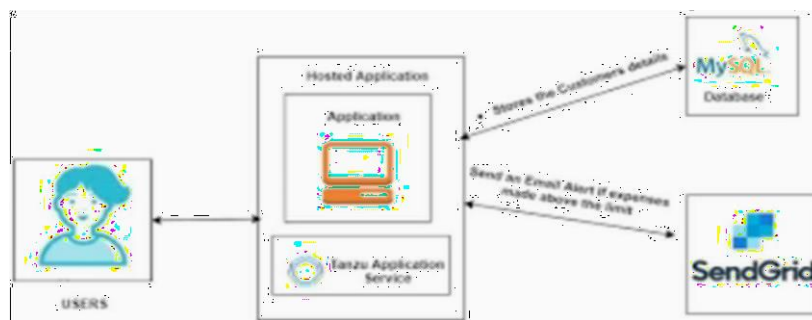 Hosted Application
Application
Tanzu Application
Service
USERS
Stores the Customers details
Send an Email Alert if expenses
made above the limit
MySQL
Database
SendGrid